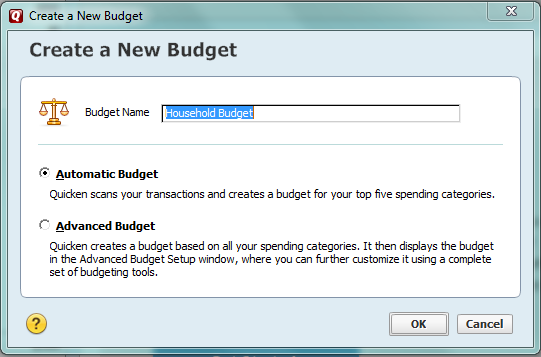 Create a New Budget
Create a New Budget
Budget Name Household Budget
Automatic Budget
Quicken scans your transactions and creates a budget for your top five spending categories.
Advanced Budget
Quicken creates a budget based on all your spending categories. It then displays the budget
in the Advanced Budget Setup window, where you can further customize it using a complete
set of budgeting tools.
? OK Cancel